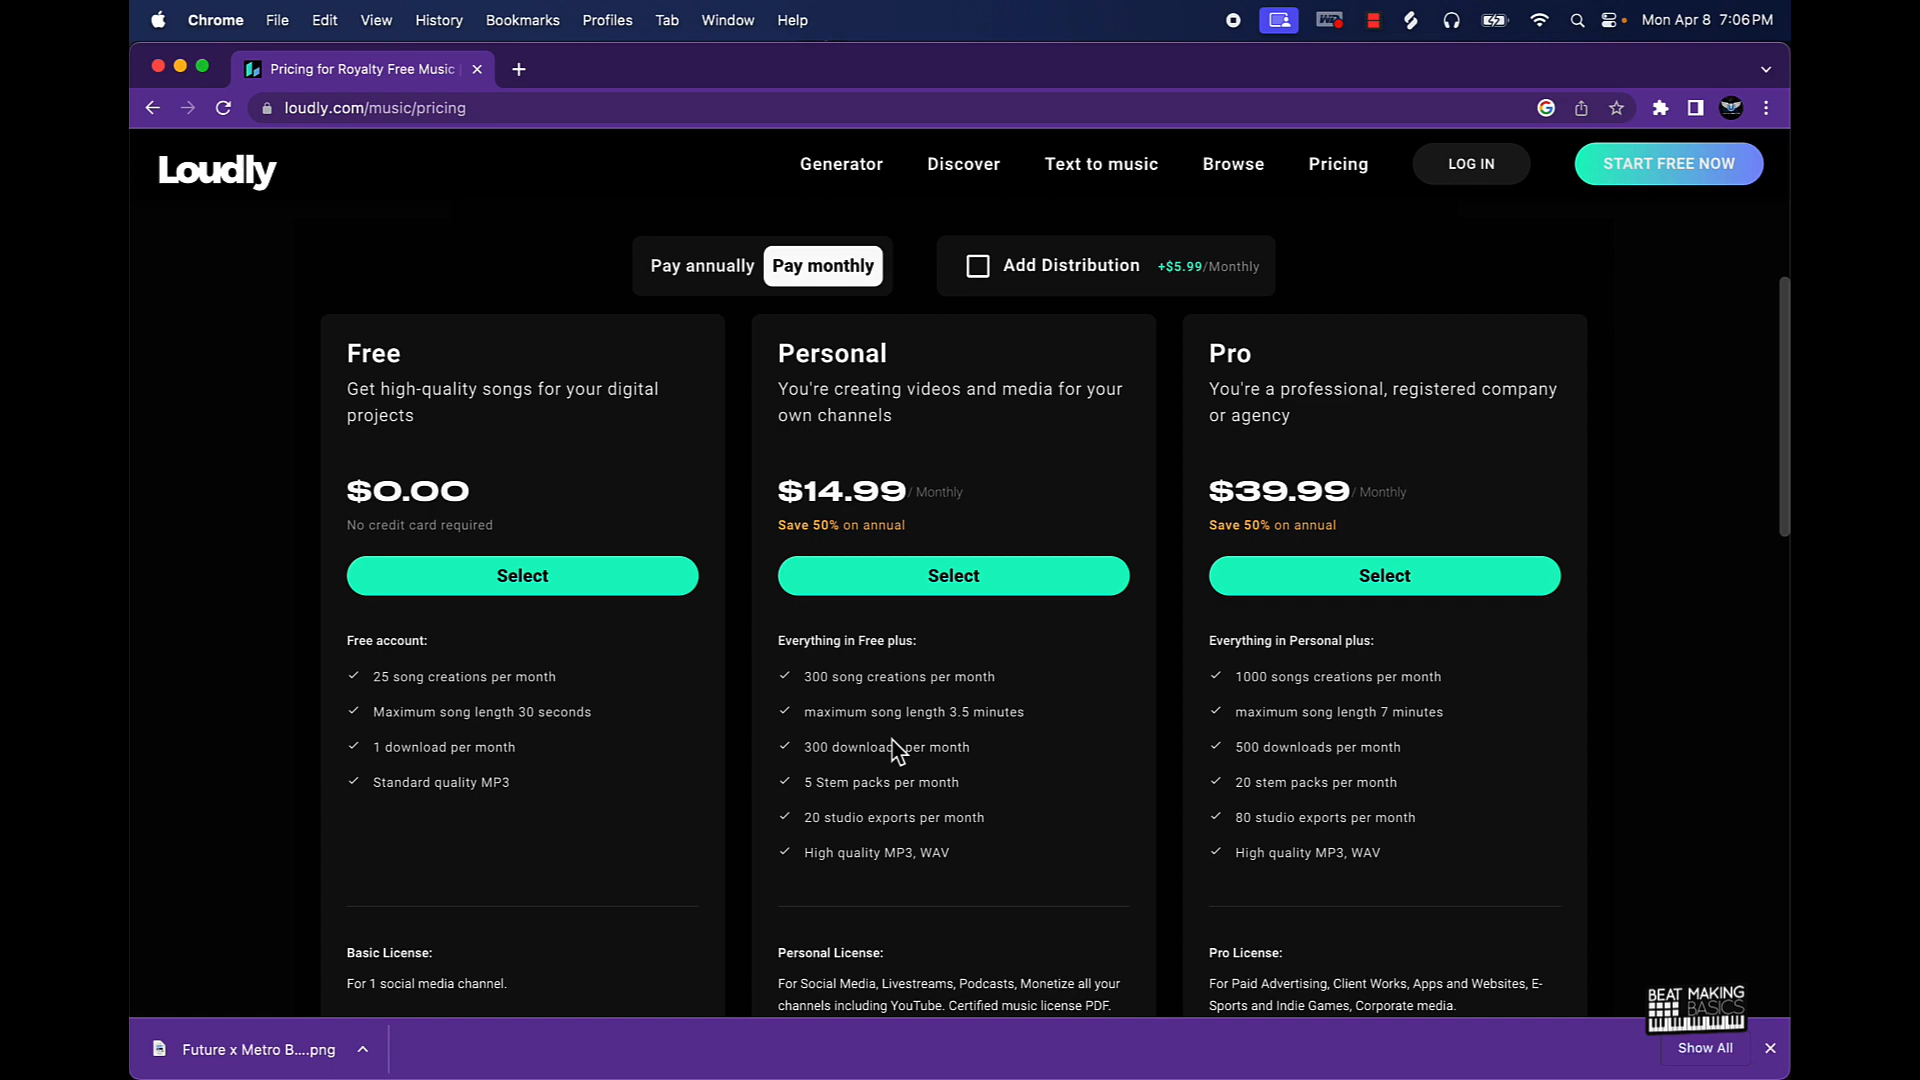 Chrome File Edit View History Bookmarks Profiles Tab Window Help Mon Apr 8 7:06 PM
Pricing for Royalty Free Music
loudly.com/music/pricing
Loudly Generator Discover Text to music Browse Pricing LOG IN START FREE NOW
Pay annually Pay monthly Add Distribution +$5.99/Monthly
Free
Get high-quality songs for your digital
projects
$0.00
No credit card required
Select
Free account:
25 song creations per month
Maximum song length 30 seconds
1 download per month
Standard quality MP3
Basic License:
For 1 social media channel.
Personal
You're creating videos and media for your
own channels
$14.99 / Monthly
Save 50% on annual
Select
Everything in Free plus:
300 song creations per month
maximum song length 3.5 minutes
300 downloads per month
5 Stem packs per month
20 studio exports per month
High quality MP3, WAV
Personal License:
For Social Media, Livestreams, Podcasts, Monetize all your
channels including YouTube. Certified music license PDF.
Pro
You're a professional, registered company
or agency
$39.99 / Monthly
Save 50% on annual
Select
Everything in Personal plus:
1000 songs creations per month
maximum song length 7 minutes
500 downloads per month
20 stem packs per month
80 studio exports per month
High quality MP3, WAV
Pro License:
For Paid Advertising, Client Works, Apps and Websites, E-
Sports and Indie Games, Corporate media.
BEAT MAKING
BASICS
Future x Metro B....png
Show All